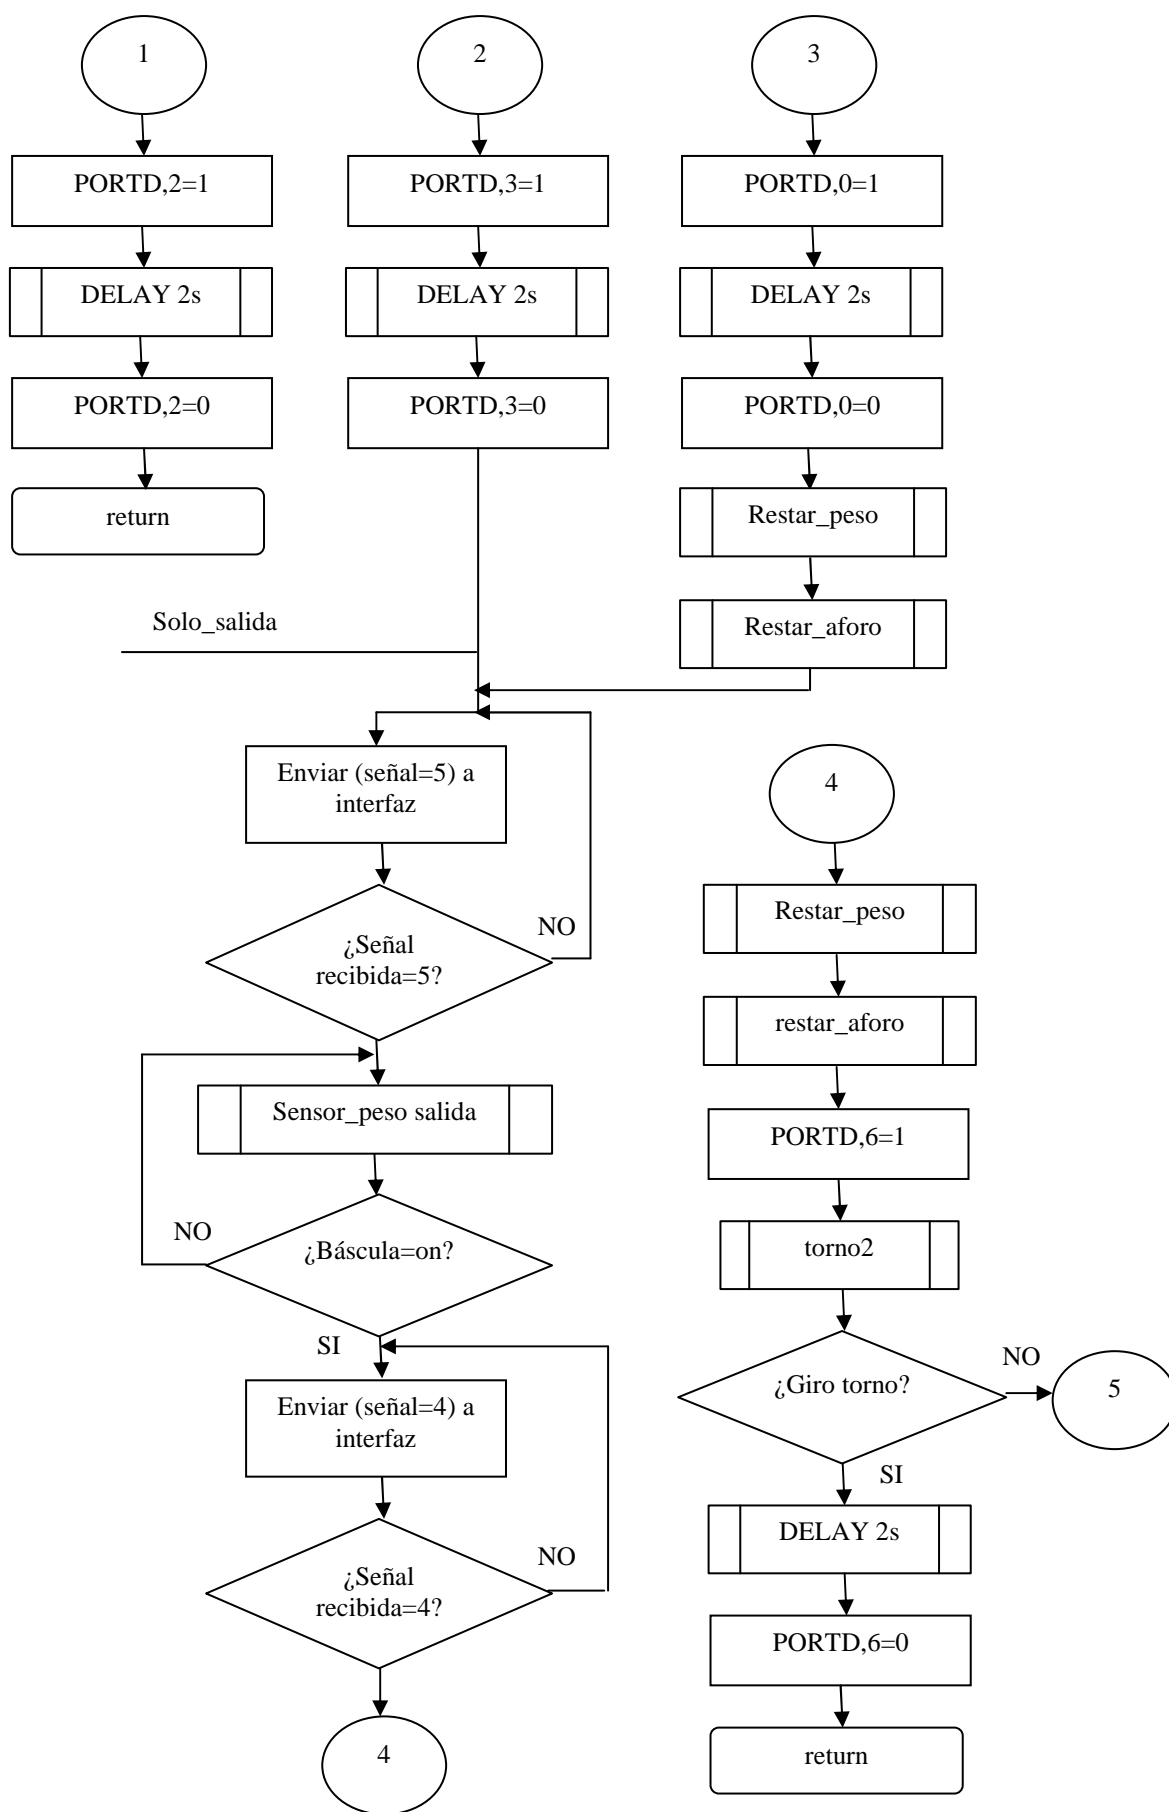 1
PORTD,2=1
DELAY 2s
PORTD,2=0
return
2
PORTD,3=1
DELAY 2s
PORTD,3=0
3
PORTD,0=1
DELAY 2s
PORTD,0=0
Restar_peso
Restar_aforo
Solo_salida
Enviar (señal=5) a
interfaz
¿Señal
recibida=5?
NO
Sensor_peso salida
¿Báscula=on?
NO
SI
Enviar (señal=4) a
interfaz
¿Señal
recibida=4?
NO
4
4
Restar_peso
restar_aforo
PORTD,6=1
torno2
¿Giro torno?
NO
5
SI
DELAY 2s
PORTD,6=0
return